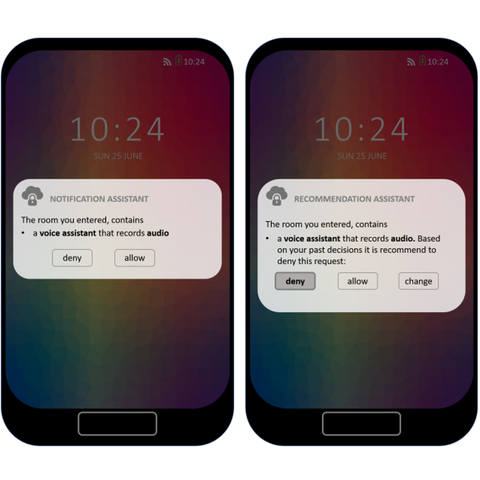 10:24
10:24
SUN 25 JUNE
NOTIFICATION ASSISTANT
The room you entered, contains
• a voice assistant that records audio
deny allow
10:24
10:24
SUN 25 JUNE
RECOMMENDATION ASSISTANT
The room you entered, contains
• a voice assistant that records audio. Based
on your past decisions it is recommend to
deny this request:
deny allow change